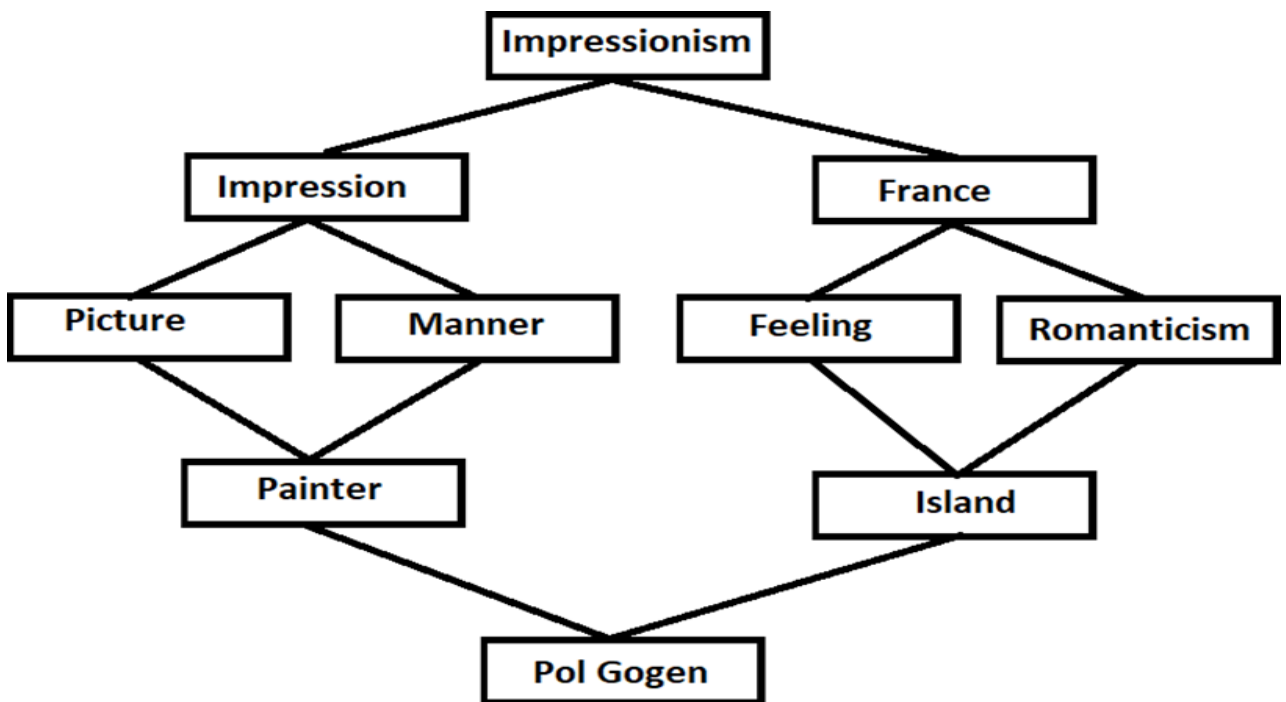 Impressionism
Impression
France
Picture
Manner
Feeling
Romanticism
Painter
Island
Pol Gogen